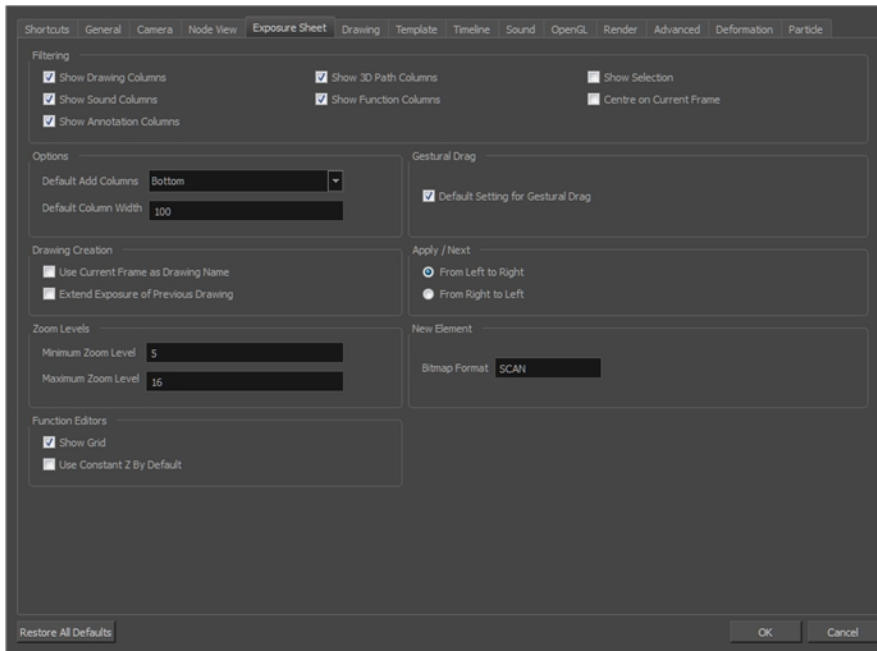 Shortcuts General Camera Node View Exposure Sheet Drawing Template Timeline Sound OpenGL Render Advanced Deformation Particle
Filtering
Show Drawing Columns Show 3D Path Columns Show Selection
Show Sound Columns Show Function Columns Centre on Current Frame
Show Annotation Columns
Options Gestural Drag
Default Add Columns Bottom
Default Setting for Gestural Drag
Default Column Width 100
Drawing Creation Apply / Next
Use Current Frame as Drawing Name From Left to Right
Extend Exposure of Previous Drawing From Right to Left
Zoom Levels New Element
Minimum Zoom Level 5
Bitmap Format SCAN
Maximum Zoom Level 16
Function Editors
Show Grid
Use Constant Z By Default
Restore All Defaults OK Cancel